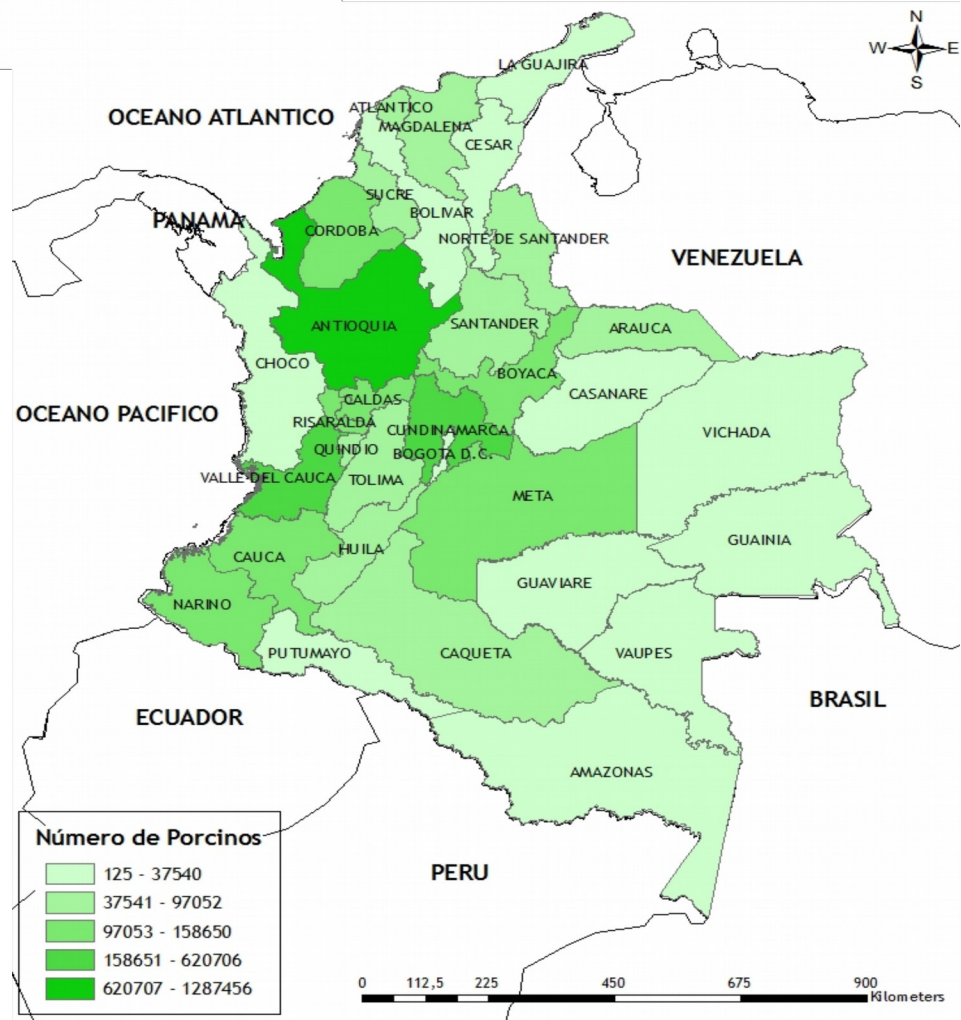 N
W E
S
LA GUAJIRA
OCEANO ATLANTICO
ATLANTICO
MAGDALENA
CESAR
SUCRE
BOLIVAR
PANAMA
CORDOBA
NORTE DE SANTANDER
VENEZUELA
ANTIOQUIA
SANTANDER
ARAUCA
CHOCO
BOYACA
CASANARE
CALDAS
OCEANO PACIFICO
RISARALDA
CUNDINAMARCA
VICHADA
QUINDIO
BOGOTA D.C.
VALLE DEL CAUCA
TOLIMA
META
GUAINIA
HUILA
CAUCA
GUAVIARE
NARINO
PUTUMAYO
CAQUETA
VAUPES
BRASIL
ECUADOR
AMAZONAS
PERU
Número de Porcinos
125 - 37540
37541 - 97052
97053 - 158650
158651 - 620706
620707 - 1287456
0 112,5 225 450 675 900
Kilometers